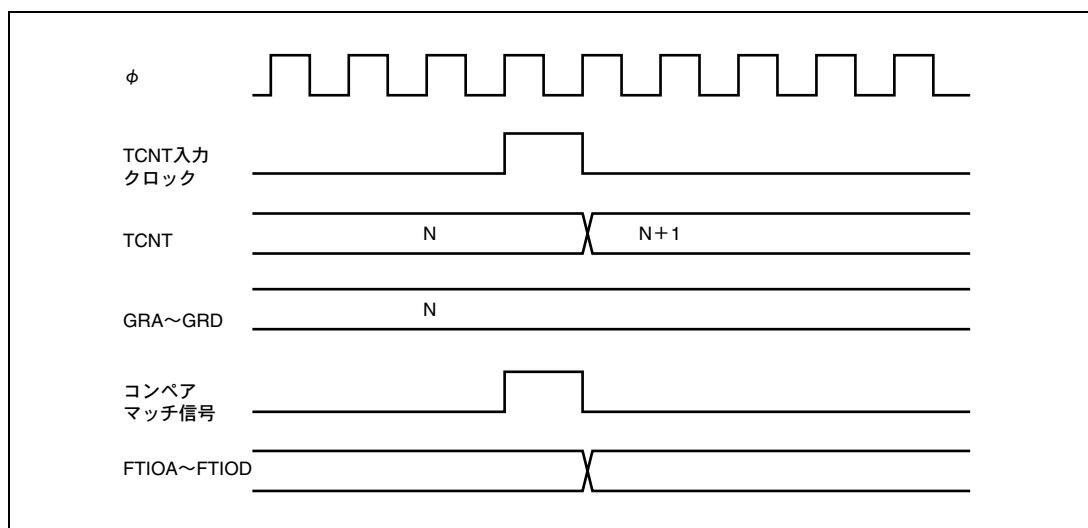 φ
TCNT入力
クロック
TCNT
N
N+1
GRA~GRD
N
コンペア
マッチ信号
FTIOA~FTIOD